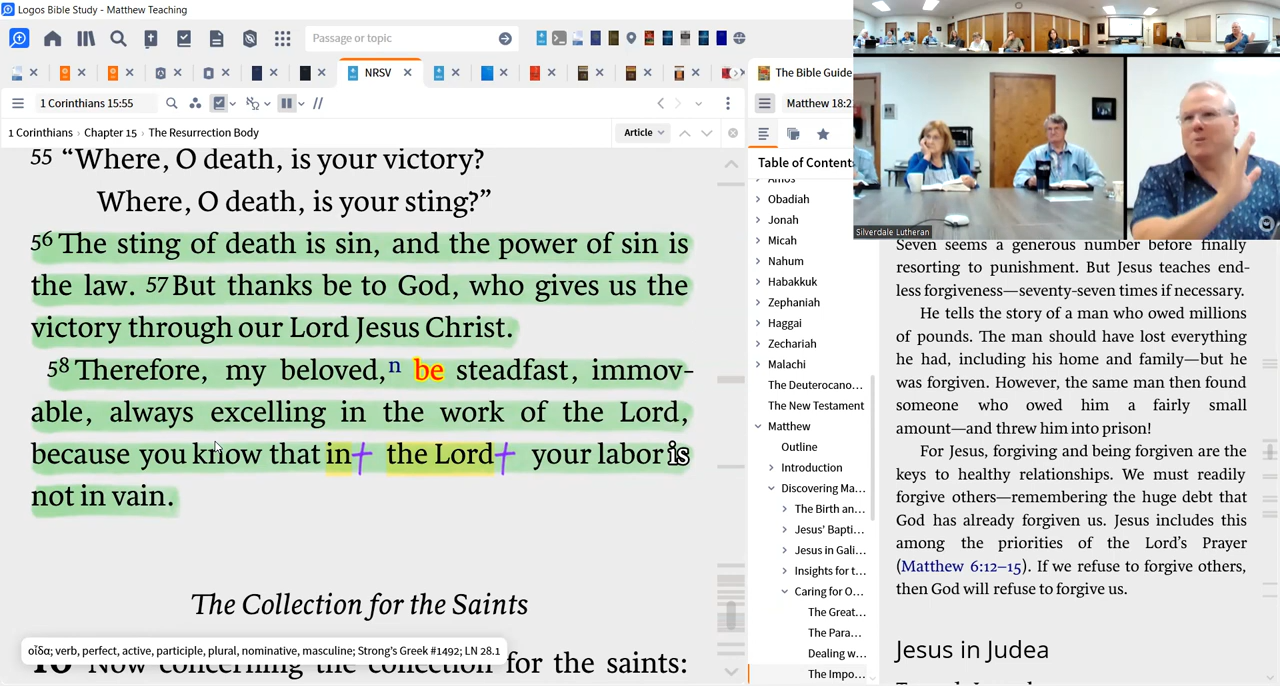 Logos Bible Study - Matthew Teaching
Passage or topic
NRSV
The Bible Guide
1 Corinthians 15:55
Matthew 18:2
1 Corinthians › Chapter 15 › The Resurrection Body
Article
55 “Where, O death, is your victory?
Where, O death, is your sting?”
56 The sting of death is sin, and the power of sin is
the law. 57 But thanks be to God, who gives us the
victory through our Lord Jesus Christ.
58 Therefore, my beloved,n be steadfast, immov-
able, always excelling in the work of the Lord,
because you know that in the Lord your labor is
not in vain.
The Collection for the Saints
Now concerning the collection for the saints:
οἶδα; verb, perfect, active, participle, plural, nominative, masculine; Strong's Greek #1492; LN 28.1
Table of Contents
Amos
Obadiah
Jonah
Micah
Nahum
Habakkuk
Zephaniah
Haggai
Zechariah
Malachi
The Deuterocano...
The New Testament
Matthew
Outline
Introduction
Discovering Ma...
The Birth an...
Jesus' Bapti...
Jesus in Gali...
Insights for t...
Caring for O...
The Great...
The Para...
Dealing w...
The Impo...
Silverdale Lutheran
Seven seems a generous number before finally
resorting to punishment. But Jesus teaches end-
less forgiveness—seventy-seven times if necessary.
He tells the story of a man who owed millions
of pounds. The man should have lost everything
he had, including his home and family—but he
was forgiven. However, the same man then found
someone who owed him a fairly small
amount—and threw him into prison!
For Jesus, forgiving and being forgiven are the
keys to healthy relationships. We must readily
forgive others—remembering the huge debt that
God has already forgiven us. Jesus includes this
among the priorities of the Lord's Prayer
(Matthew 6:12–15). If we refuse to forgive others,
then God will refuse to forgive us.
Jesus in Judea